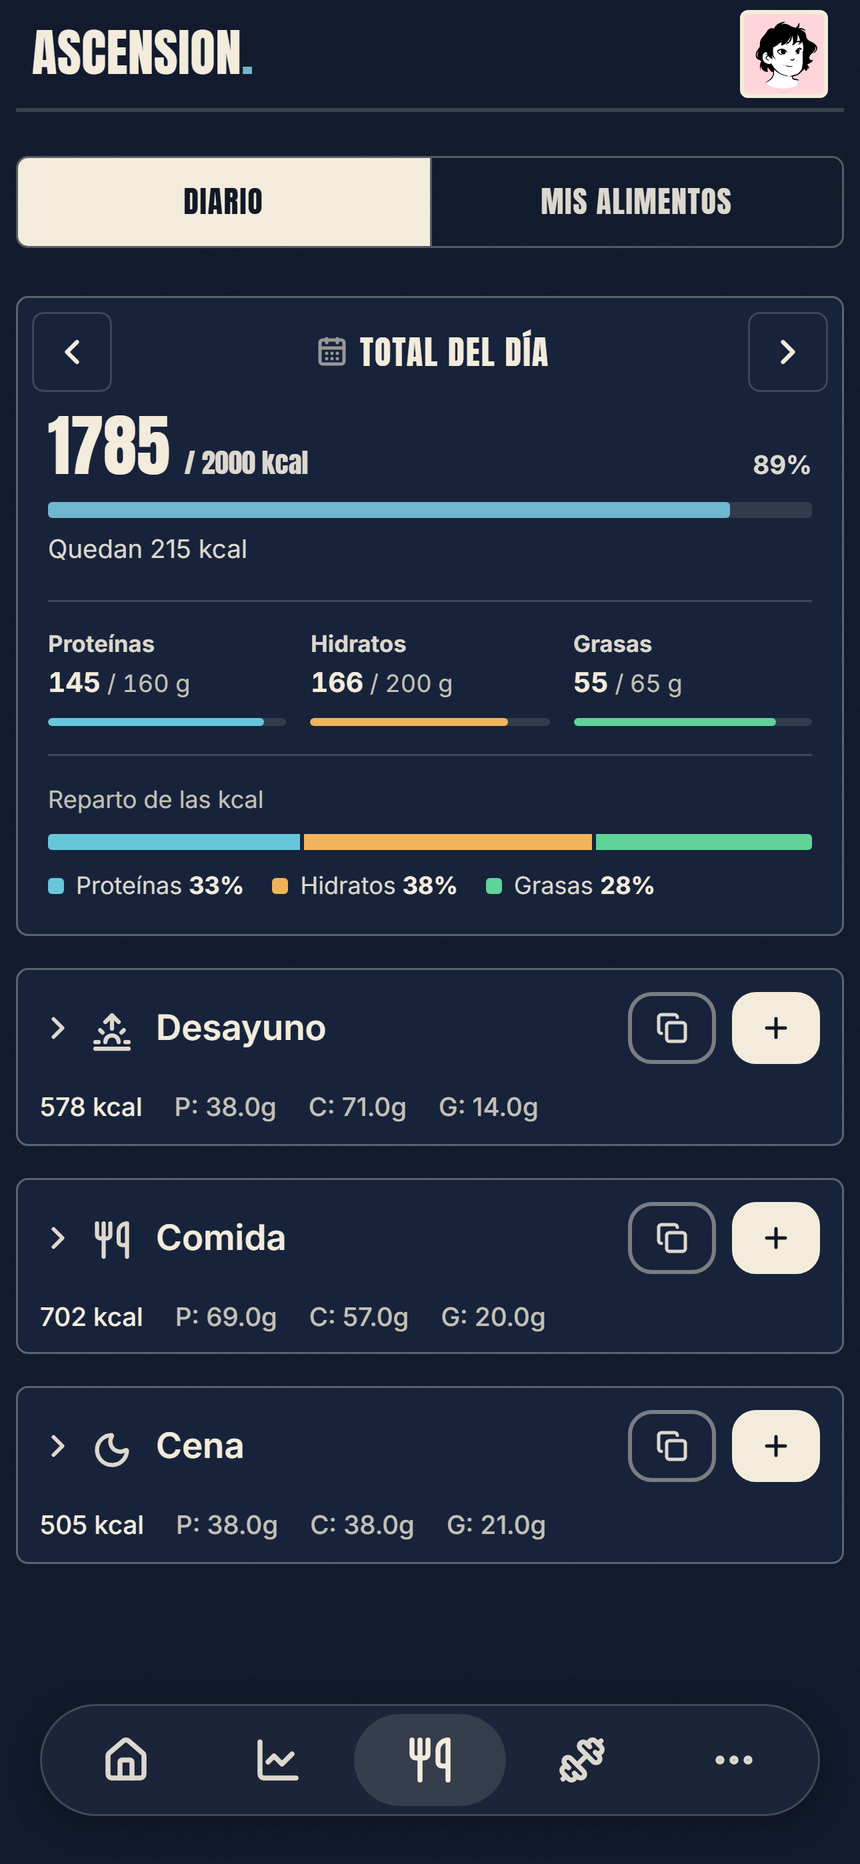 ASCENSION.
DIARIO
MIS ALIMENTOS
TOTAL DEL DÍA
1785 / 2000 kcal
89%
Quedan 215 kcal
Proteínas
Hidratos
Grasas
145 / 160 g
166 / 200 g
55 / 65 g
Reparto de las kcal
Proteínas 33%
Hidratos 38%
Grasas 28%
Desayuno
578 kcal P: 38.0g C: 71.0g G: 14.0g
Comida
702 kcal P: 69.0g C: 57.0g G: 20.0g
Cena
505 kcal P: 38.0g C: 38.0g G: 21.0g